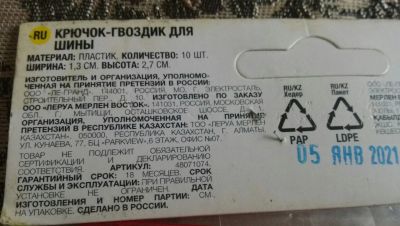 RU КРЮЧОК-ГВОЗДИК ДЛЯ
ШИНЫ
МАТЕРИАЛ: ПЛАСТИК. КОЛИЧЕСТВО: 10 ШТ.
ШИРИНА: 1,3 СМ. ВЫСОТА: 2,7 СМ.
ИЗГОТОВИТЕЛЬ И ОРГАНИЗАЦИЯ, УПОЛНОМО-
ЧЕННАЯ НА ПРИНЯТИЕ ПРЕТЕНЗИЙ В РОССИИ:
ООО «ЛЕ-ГРАНД», 144001, РОССИЯ, МО, Г. ЭЛЕКТРОСТАЛЬ,
СТРОИТЕЛЬНЫЙ ПЕР., Д. 10. ИЗГОТОВЛЕНО ПО ЗАКАЗУ
ООО «ЛЕРУА МЕРЛЕН ВОСТОК», 141031, РОССИЯ, МОСКОВСКАЯ
ОБЛ., Г. МЫТИЩИ, ОСТАШКОВСКОЕ ШОССЕ, Д. 1.
ОРГАНИЗАЦИЯ, УПОЛНОМОЧЕННАЯ НА ПРИНЯТИЕ
ПРЕТЕНЗИЙ В РЕСПУБЛИКЕ КАЗАХСТАН: ТОО «ЛЕРУА МЕРЛЕН
КАЗАХСТАН», 050000, РЕСПУБЛИКА КАЗАХСТАН, Г. АЛМАТЫ,
УЛ. КУНАЕВА, 77, БЦ «PARKVIEW», 6 ЭТАЖ, ОФИС №07.
ТОВАР НЕ ПОДЛЕЖИТ ОБЯЗАТЕЛЬНОЙ
СЕРТИФИКАЦИИ И ДЕКЛАРИРОВАНИЮ
СООТВЕТСТВИЯ. АРТИКУЛ: 48071074.
ГАРАНТИЙНЫЙ СРОК: 18 МЕСЯЦЕВ. СРОК
СЛУЖБЫ И ЭКСПЛУАТАЦИИ: ПРИ ПРАВИЛЬНОЙ
УСТАНОВКЕ НЕ ОГРАНИЧЕН. ДАТА
ИЗГОТОВЛЕНИЯ И НОМЕР ПАРТИИ: СМ.
НА УПАКОВКЕ. СДЕЛАНО В РОССИИ.
RU/KZ
Хедер
RU/KZ
Пакет
PAP
LDPE
05 ЯНВ 2021